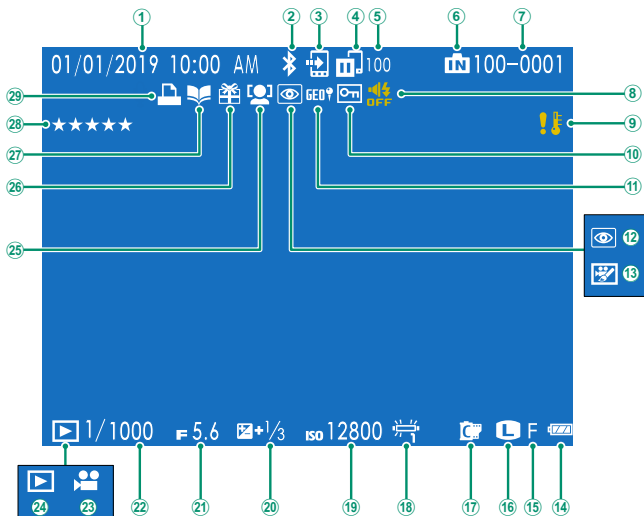 1 2 3 4 5 6 7
01/01/2019 10:00 AM 100 IN 100-0001
29 GEO OFF 8
28 ★★★★★ 9
27 26 11 10
25 12
13
1/1000 F 5.6 +1/3 ISO 12800 1 C L F
24 23 22 21 20 19 18 17 16 15 14